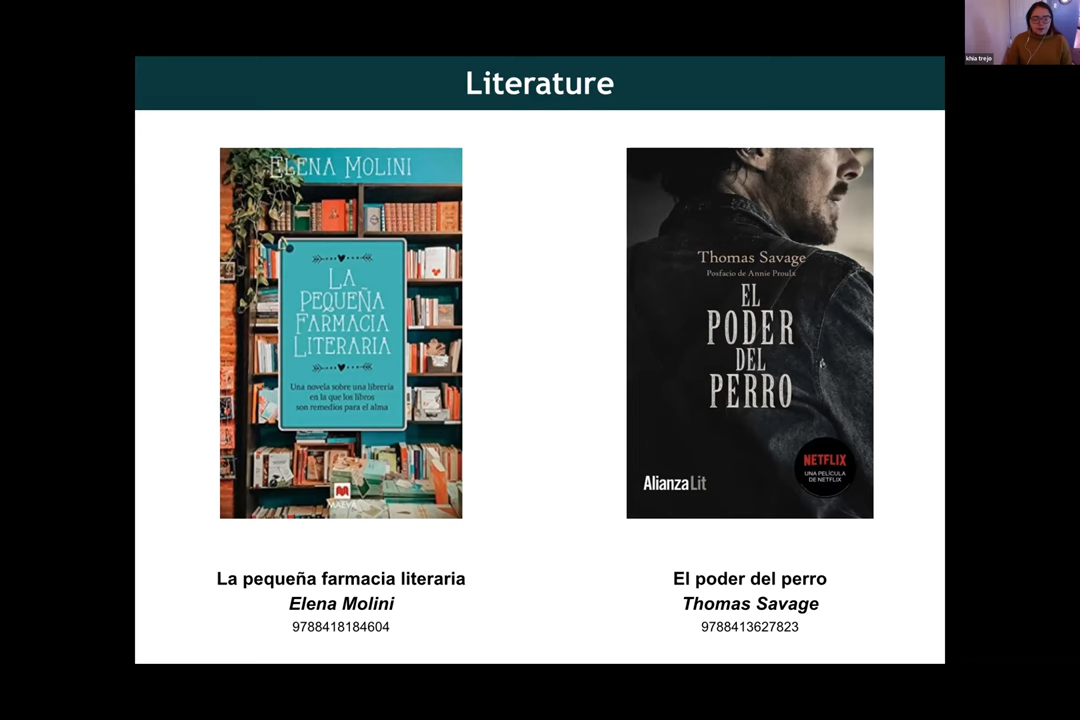 Literature
khia trejo
ELENA MOLINI
LA
PEQUEÑA
FARMACIA
LITERARIA
Una novela sobre una librería
en la que los libros
son remedios para el alma
MAEVA
Thomas Savage
Posfacio de Annie Proulx
EL
PODER
DEL
PERRO
NETFLIX
UNA PELÍCULA
DE NETFLIX
AlianzaLit
La pequeña farmacia literaria
Elena Molini
9788418184604
El poder del perro
Thomas Savage
9788413627823